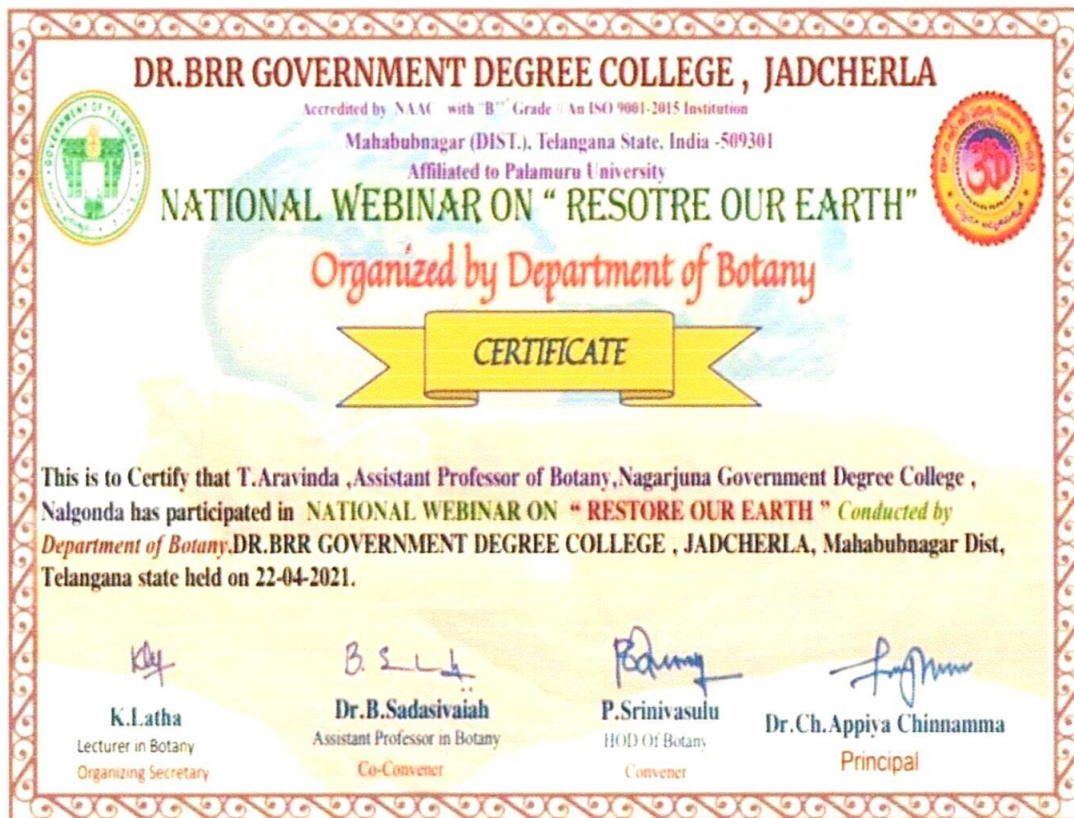 DR.BRR GOVERNMENT DEGREE COLLEGE , JADCHERLA
Accredited by NAAC with "B" Grade // An ISO 9001-2015 Institution
Mahabubnagar (DIST.), Telangana State, India -509301
Affiliated to Palamuru University
NATIONAL WEBINAR ON " RESOTRE OUR EARTH"
Organized by Department of Botany
CERTIFICATE
This is to Certify that T.Aravinda ,Assistant Professor of Botany,Nagarjuna Government Degree College ,
Nalgonda has participated in NATIONAL WEBINAR ON " RESTORE OUR EARTH " Conducted by
Department of Botany.DR.BRR GOVERNMENT DEGREE COLLEGE , JADCHERLA, Mahabubnagar Dist,
Telangana state held on 22-04-2021.
K.Latha
Lecturer in Botany
Organizing Secretary
Dr.B.Sadasivaiah
Assistant Professor in Botany
Co-Convener
P.Srinivasulu
HOD Of Botany
Convener
Dr.Ch.Appiya Chinnamma
Principal
GOVERNMENT OF TELANGANA